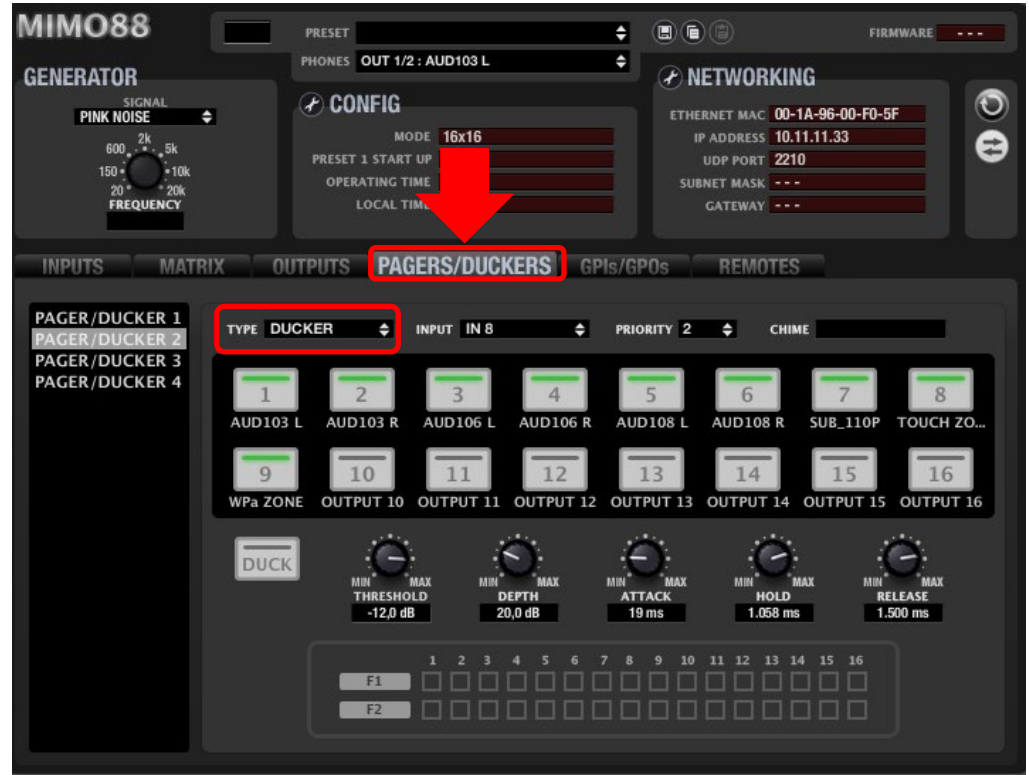 MIMO88
PRESET
FIRMWARE - - -
PHONES OUT 1/2 : AUD103 L
GENERATOR
SIGNAL
PINK NOISE
600 2k 5k
150 10k
20 20k
FREQUENCY
CONFIG
MODE 16x16
PRESET 1 START UP
OPERATING TIME
LOCAL TIME
NETWORKING
ETHERNET MAC 00-1A-96-00-F0-5F
IP ADDRESS 10.11.11.33
UDP PORT 2210
SUBNET MASK - - -
GATEWAY - - -
INPUTS MATRIX OUTPUTS PAGERS/DUCKERS GPIs/GPOs REMOTES
PAGER/DUCKER 1
PAGER/DUCKER 2
PAGER/DUCKER 3
PAGER/DUCKER 4
TYPE DUCKER INPUT IN 8 PRIORITY 2 CHIME
1 2 3 4 5 6 7 8
AUD103 L AUD103 R AUD106 L AUD106 R AUD108 L AUD108 R SUB_110P TOUCH ZO...
9 10 11 12 13 14 15 16
WPa ZONE OUTPUT 10 OUTPUT 11 OUTPUT 12 OUTPUT 13 OUTPUT 14 OUTPUT 15 OUTPUT 16
DUCK
MIN MAX MIN MAX MIN MAX MIN MAX MIN MAX
THRESHOLD DEPTH ATTACK HOLD RELEASE
-12,0 dB 20,0 dB 19 ms 1.058 ms 1.500 ms
1 2 3 4 5 6 7 8 9 10 11 12 13 14 15 16
F1
F2